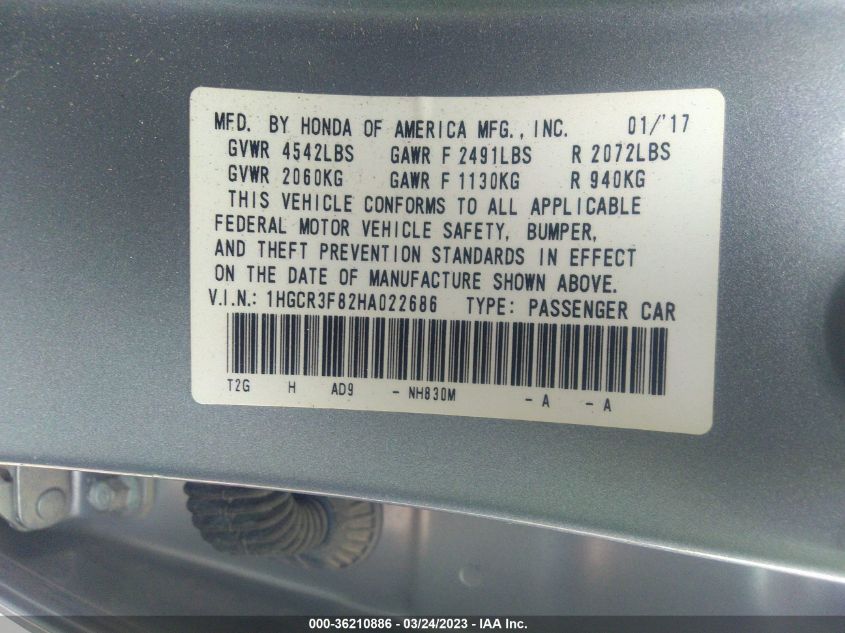 MFD. BY HONDA OF AMERICA MFG., INC. 01/'17
GVWR 4542LBS GAWR F 2491LBS R 2072LBS
GVWR 2060KG GAWR F 1130KG R 940KG
THIS VEHICLE CONFORMS TO ALL APPLICABLE
FEDERAL MOTOR VEHICLE SAFETY, BUMPER,
AND THEFT PREVENTION STANDARDS IN EFFECT
ON THE DATE OF MANUFACTURE SHOWN ABOVE.
V.I.N.: 1HGCR3F82HA022686 TYPE: PASSENGER CAR
T2G H AD9 - NH830M - A - A
000-36210886 - 03/24/2023 - IAA Inc.